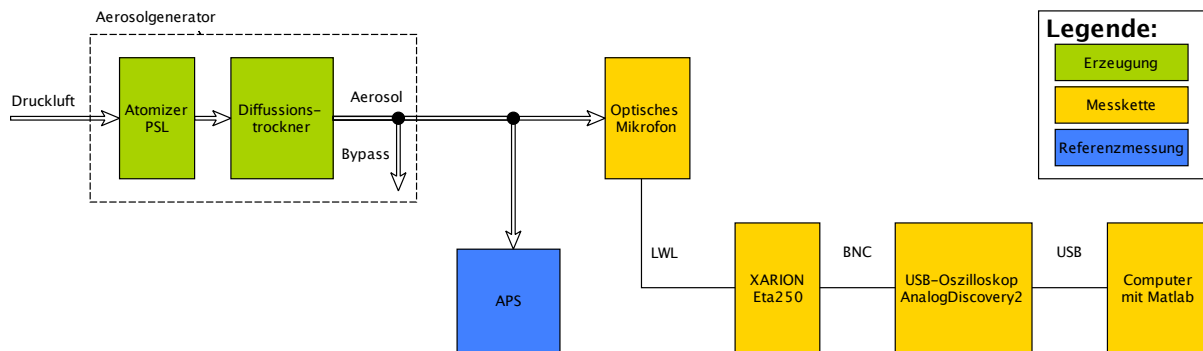 Aerosolgenerator
Druckluft
Atomizer
PSL
Diffussions-
trockner
Aerosol
Bypass
Optisches
Mikrofon
APS
LWL
XARION
Eta250
BNC
USB-Oszilloskop
AnalogDiscovery2
USB
Computer
mit Matlab
Legende:
Erzeugung
Messkette
Referenzmessung